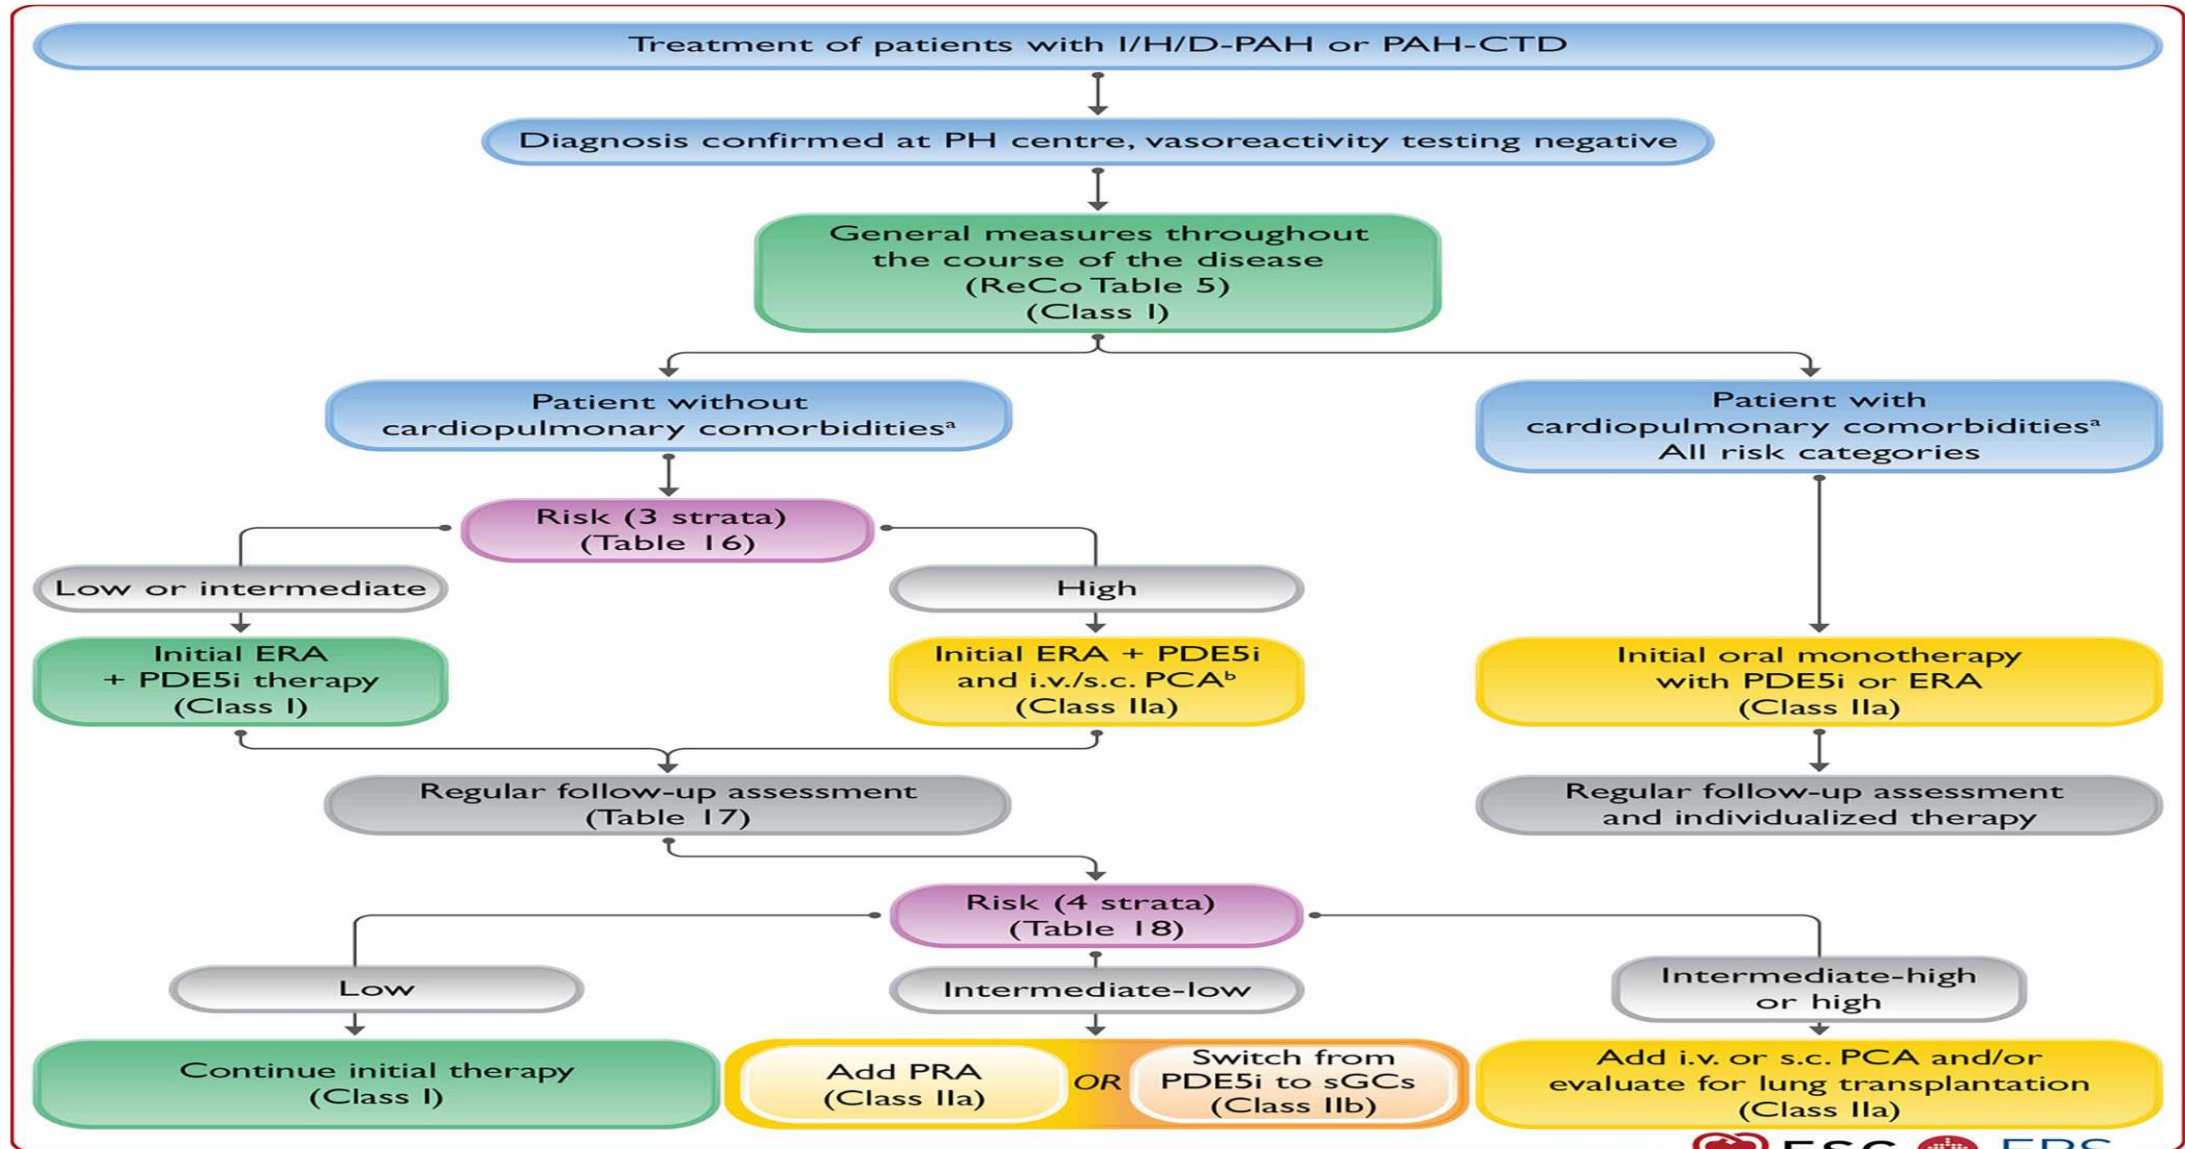 Treatment of patients with I/H/D-PAH or PAH-CTD
Diagnosis confirmed at PH centre, vasoreactivity testing negative
General measures throughout
the course of the disease
(ReCo Table 5)
(Class I)
Patient without
cardiopulmonary comorbiditiesᵃ
Patient with
cardiopulmonary comorbiditiesᵃ
All risk categories
Risk (3 strata)
(Table 16)
Low or intermediate
High
Initial ERA
+ PDE5i therapy
(Class I)
Initial ERA + PDE5i
and i.v./s.c. PCAᵇ
(Class IIa)
Initial oral monotherapy
with PDE5i or ERA
(Class IIa)
Regular follow-up assessment
(Table 17)
Regular follow-up assessment
and individualized therapy
Risk (4 strata)
(Table 18)
Low
Intermediate-low
Intermediate-high
or high
Continue initial therapy
(Class I)
Add PRA
(Class IIa)
OR
Switch from
PDE5i to sGCs
(Class IIb)
Add i.v. or s.c. PCA and/or
evaluate for lung transplantation
(Class IIa)
ESC ERS